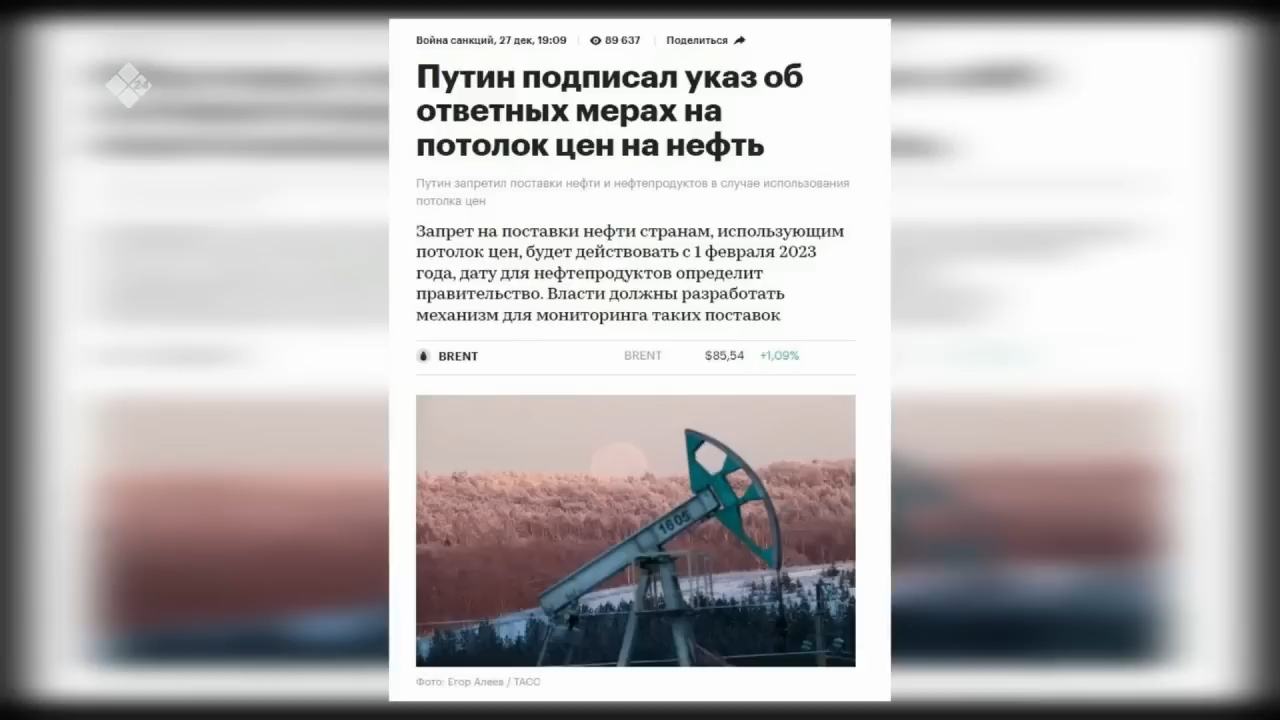 Война санкций, 27 дек, 19:09 89 637 Поделиться
Путин подписал указ об
ответных мерах на
потолок цен на нефть
Путин запретил поставки нефти и нефтепродуктов в случае использования
потолка цен
Запрет на поставки нефти странам, использующим
потолок цен, будет действовать с 1 февраля 2023
года, дату для нефтепродуктов определит
правительство. Власти должны разработать
механизм для мониторинга таких поставок
BRENT BRENT $85,54 +1,09%
1605
Фото: Егор Алеев / ТАСС